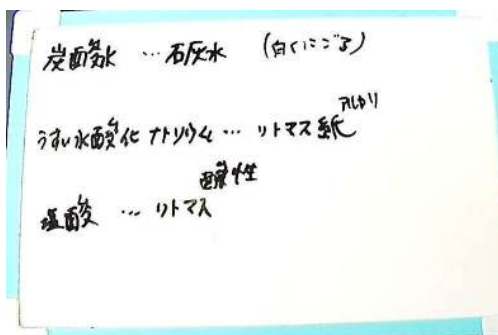 炭酸水 …石灰水 (白くにごる)
アルカリ
うすい水酸化ナトリウム… リトマス紙
酸性
塩酸 … リトマス